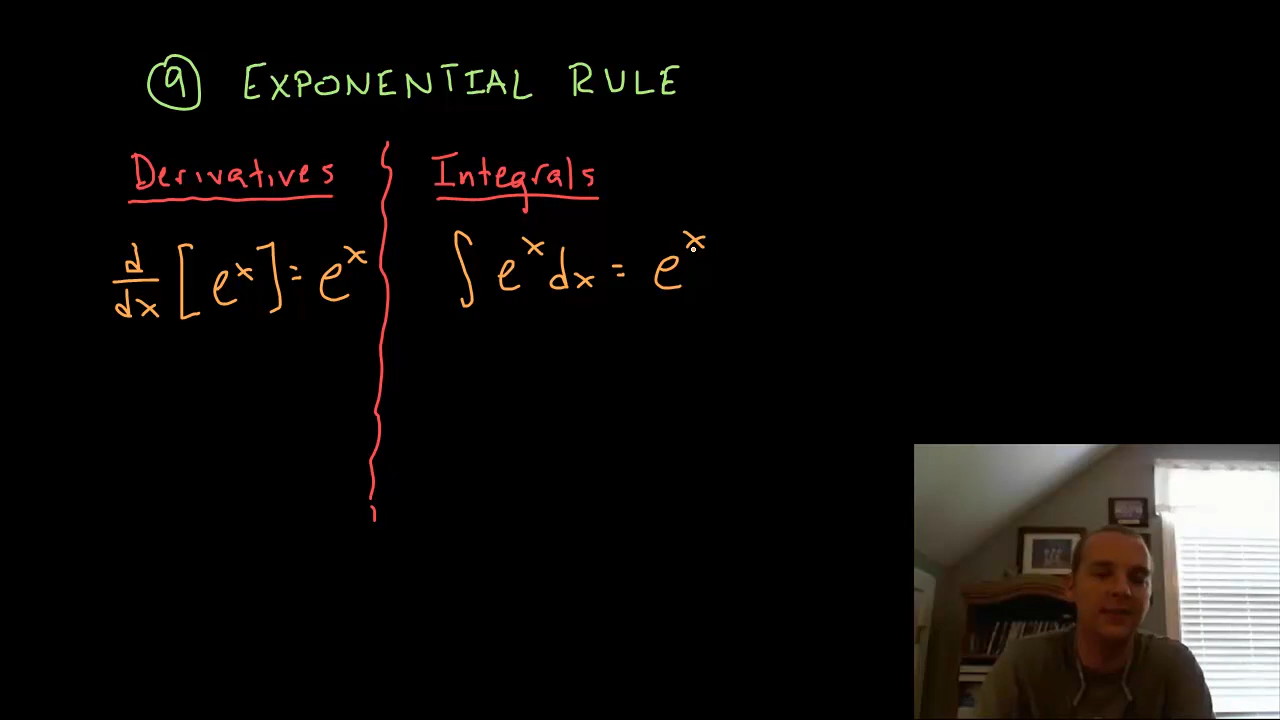 ⑨ EXPONENTIAL RULE
Derivatives
Integrals
d/dx [e^x] = e^x
∫ e^x dx = e^x